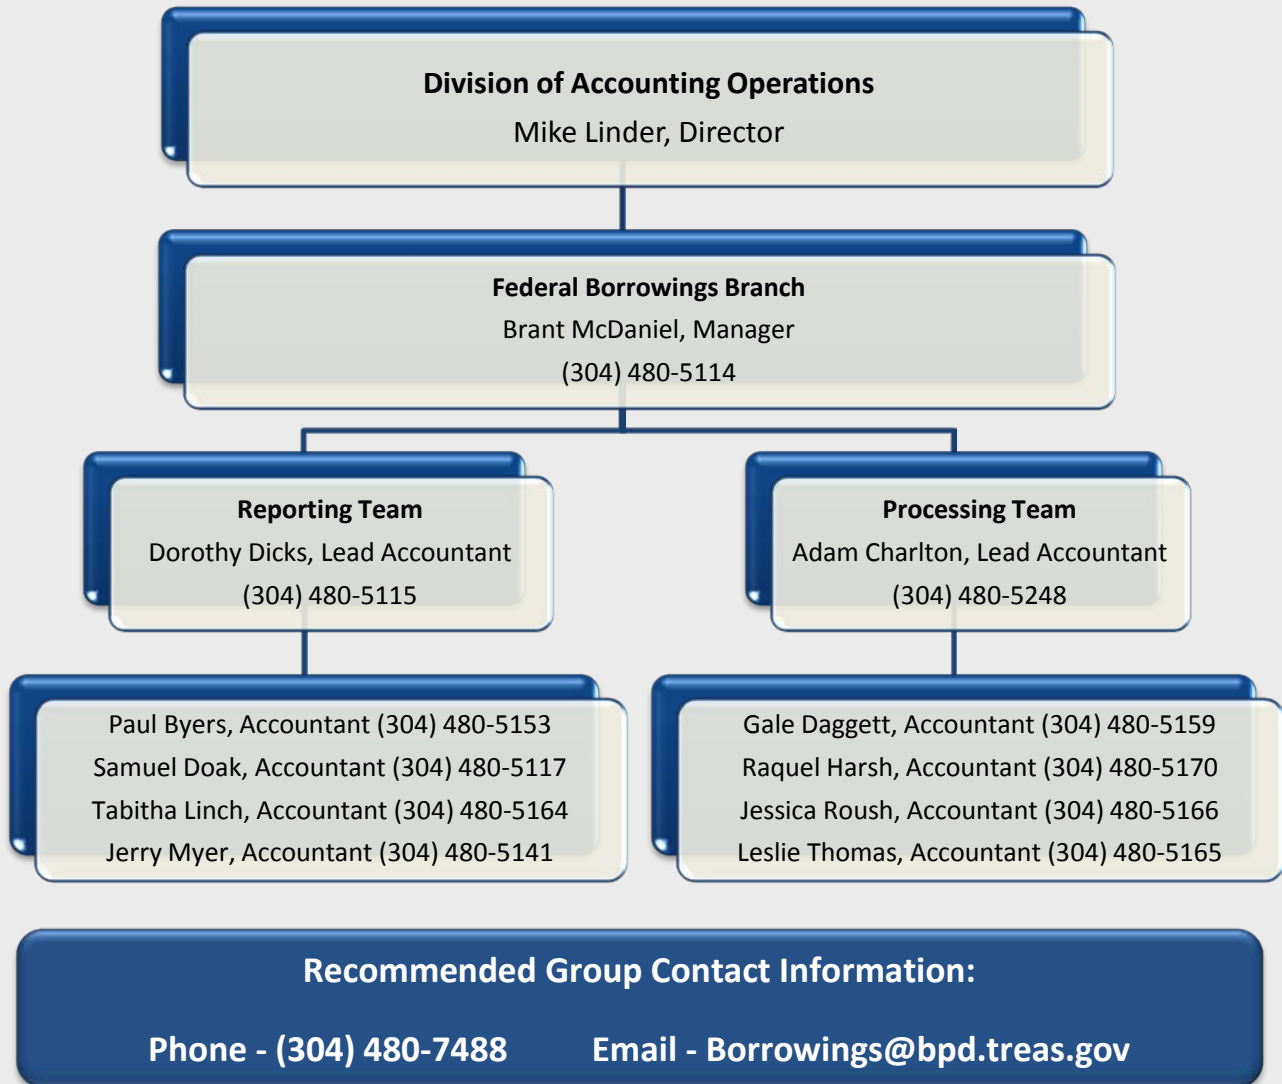 Division of Accounting Operations
Mike Linder, Director
Federal Borrowings Branch
Brant McDaniel, Manager
(304) 480-5114
Reporting Team
Dorothy Dicks, Lead Accountant
(304) 480-5115
Processing Team
Adam Charlton, Lead Accountant
(304) 480-5248
Paul Byers, Accountant (304) 480-5153
Samuel Doak, Accountant (304) 480-5117
Tabitha Linch, Accountant (304) 480-5164
Jerry Myer, Accountant (304) 480-5141
Gale Daggett, Accountant (304) 480-5159
Raquel Harsh, Accountant (304) 480-5170
Jessica Roush, Accountant (304) 480-5166
Leslie Thomas, Accountant (304) 480-5165
Recommended Group Contact Information:
Phone - (304) 480-7488 Email - Borrowings@bpd.treas.gov